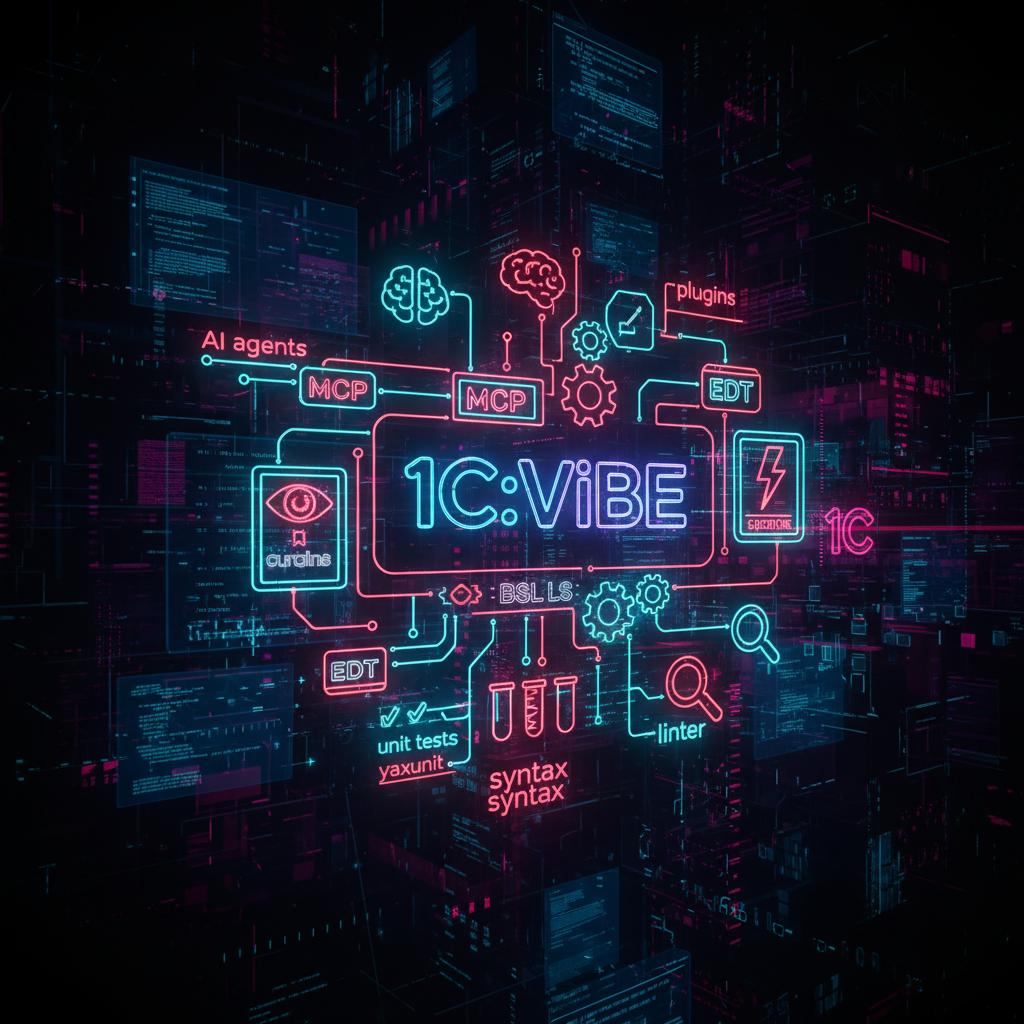 plugins
AI agents
MCP
MCP
EDT
1C:ViBE
1C
BSL LS
EDT
unit tests
linter
yaxunit
syntax
syntax